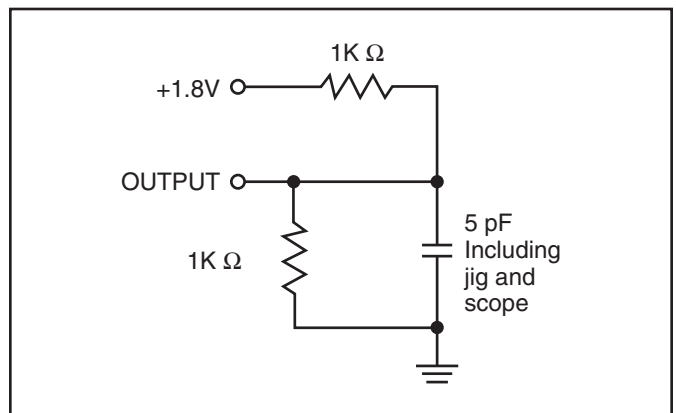 1K Ω
+1.8V
OUTPUT
1K Ω
5 pF
Including
jig and
scope